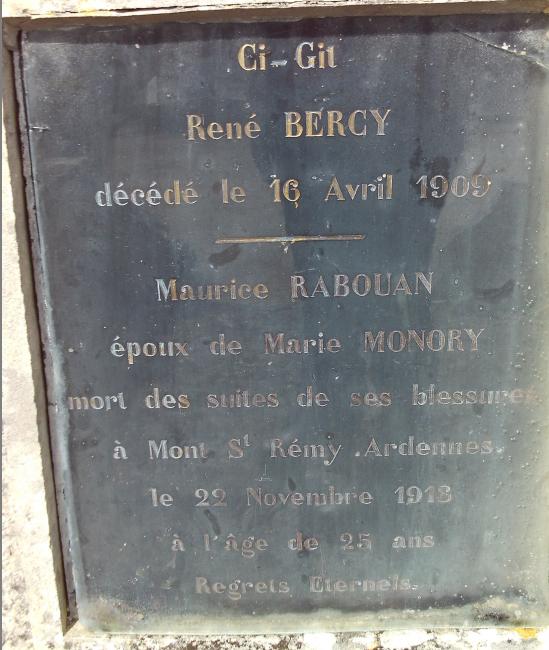 Ci-Git
René BERCY
décédé le 16 Avril 1909
Maurice RABOUAN
époux de Marie MONORY
mort des suites de ses blessures
à Mont St Rémy Ardennes
le 22 Novembre 1918
à l'âge de 25 ans
Regrets Eternels.